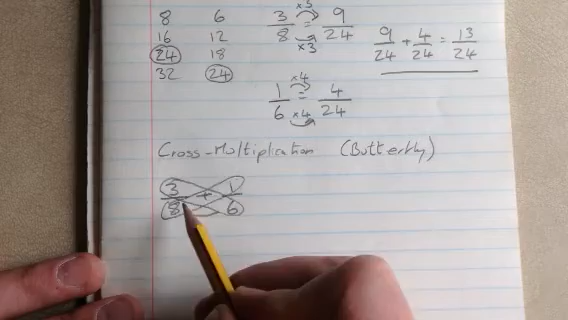 8 6
16 12
24 18
32 24
×3
3/8 = 9/24
×3
9/24 + 4/24 = 13/24
×4
1/6 = 4/24
×4
Cross-Multiplication (Butterfly)
3/8 + 1/6